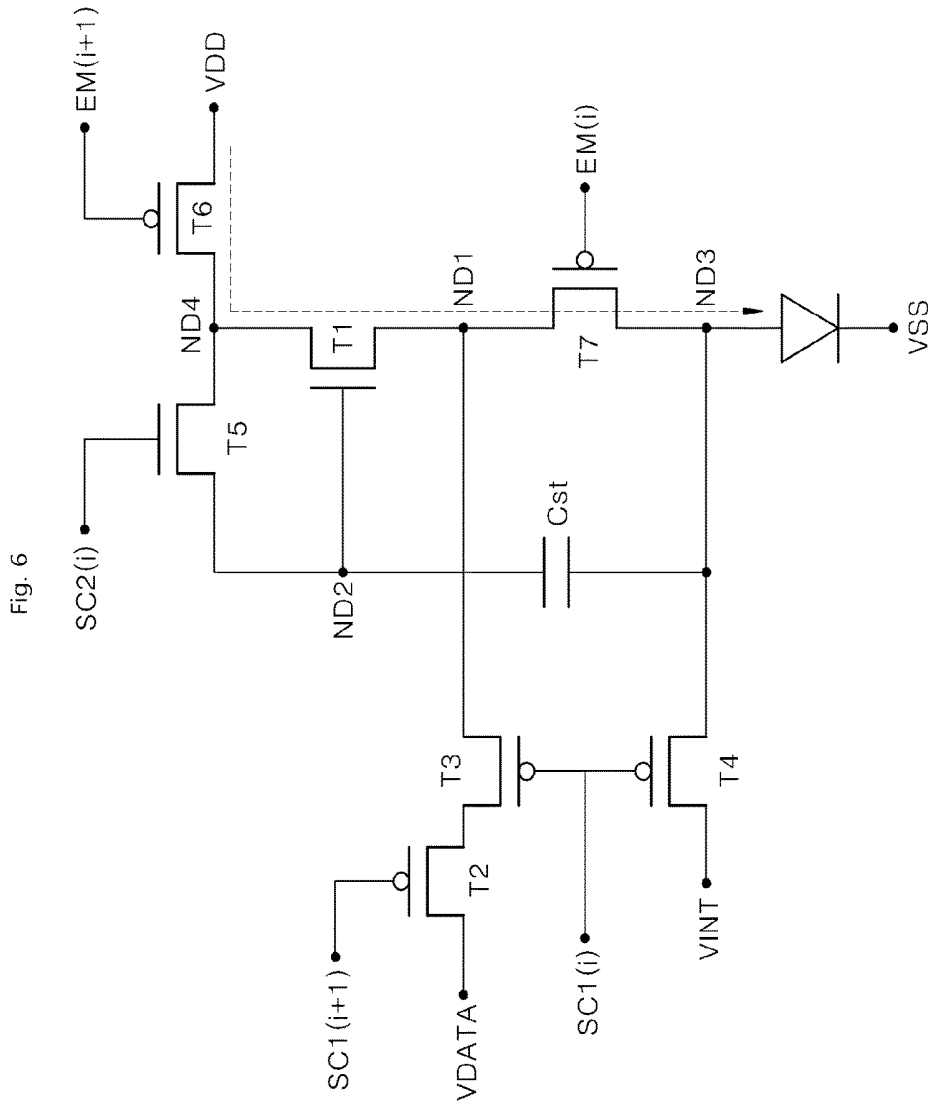 Fig. 6
SC2(i)
EM(i+1)
VDD
T6
ND4
T5
T1
ND2
ND1
EM(i)
T7
Cst
ND3
VSS
T3
T2
T4
SC1(i+1)
VDATA
SC1(i)
VINT